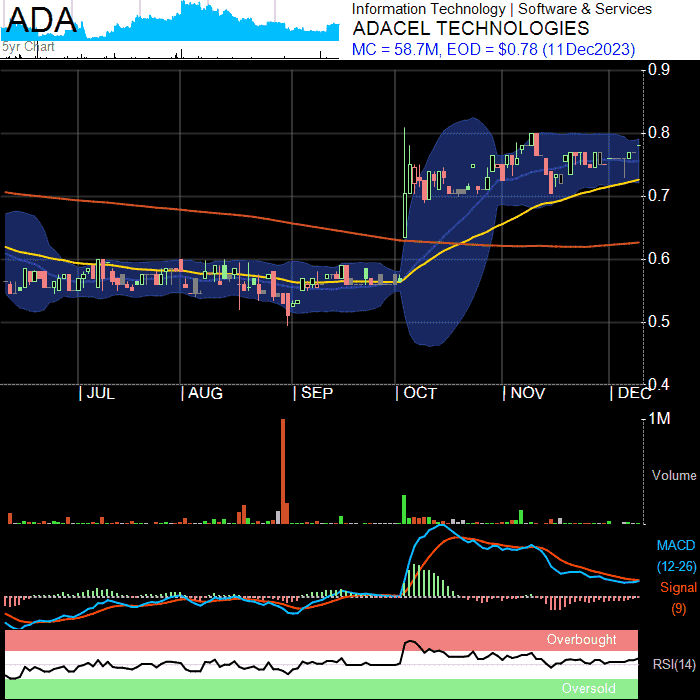 ADA
5yr Chart
Information Technology | Software & Services
ADACEL TECHNOLOGIES
MC = 58.7M, EOD = $0.78 (11Dec2023)
0.9
0.8
0.7
0.6
0.5
0.4
| JUL | AUG | SEP | OCT | NOV | DEC
1M
Volume
MACD
(12-26)
Signal
(9)
Overbought
RSI(14)
Oversold